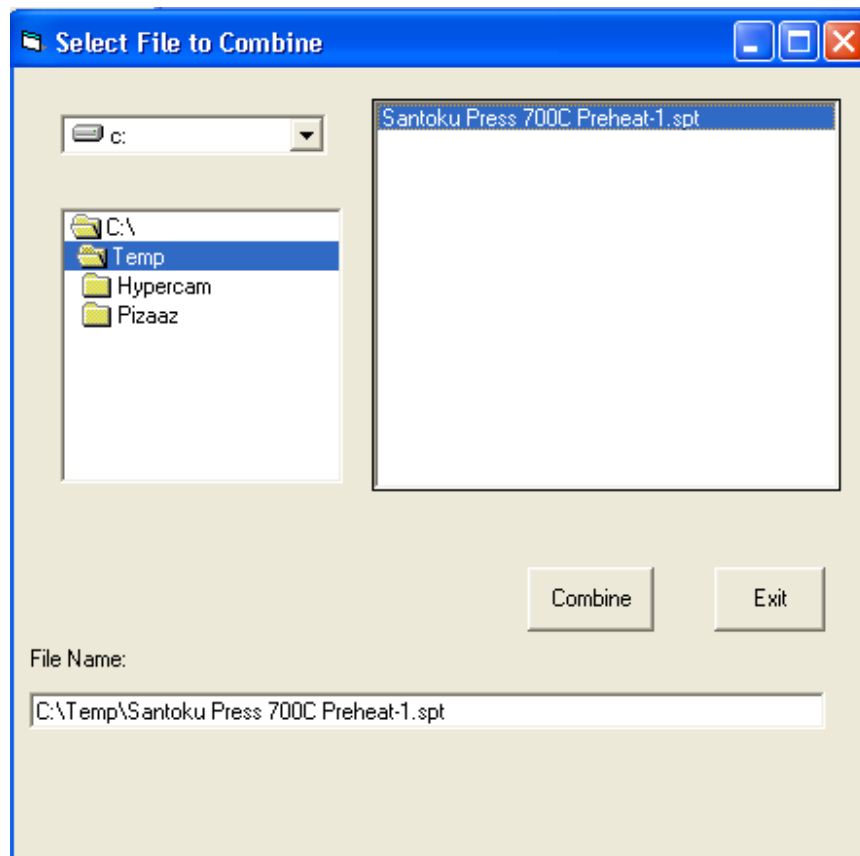 Select File to Combine
c:
Santoku Press 700C Preheat-1.spt
C:\
Temp
Hypercam
Pizaaz
Combine
Exit
File Name:
C:\Temp\Santoku Press 700C Preheat-1.spt